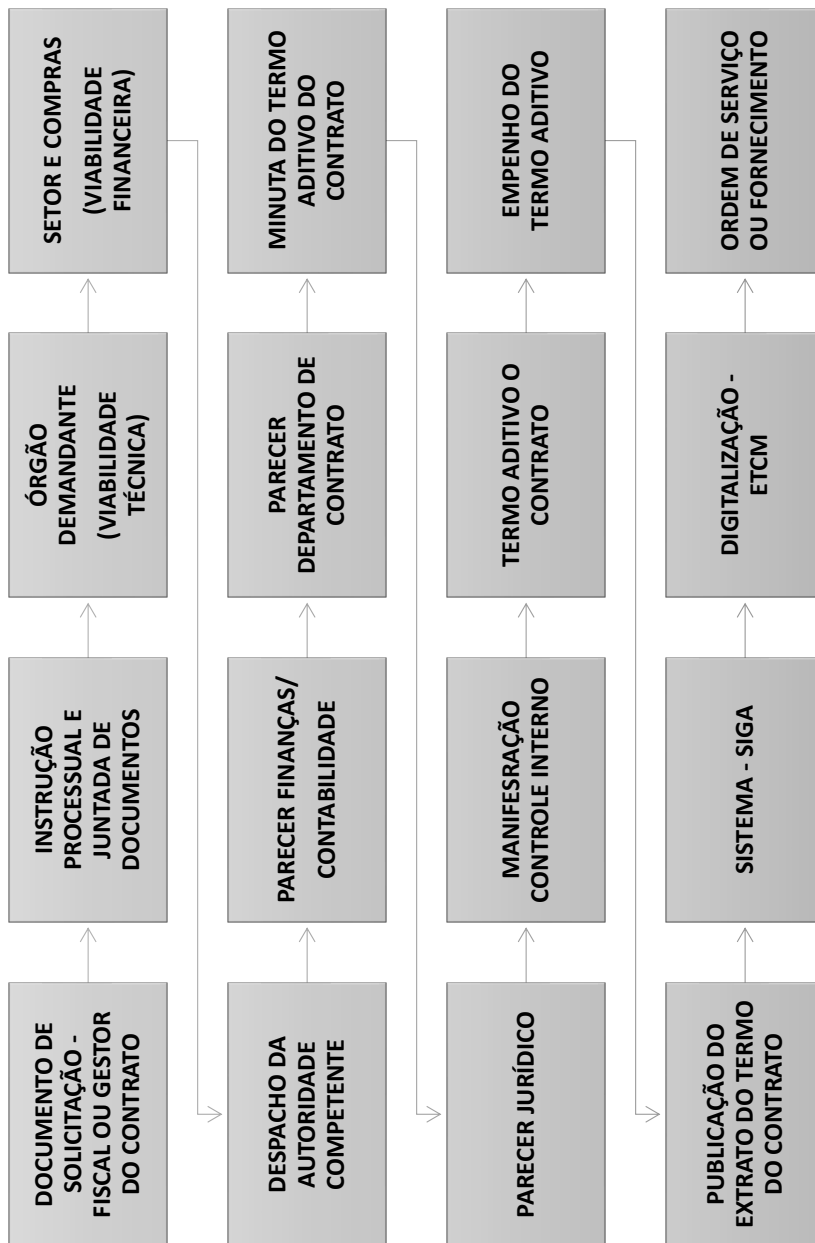 DOCUMENTO DE
SOLICITAÇÃO -
FISCAL OU GESTOR
DO CONTRATO
INSTRUÇÃO
PROCESSUAL E
JUNTADA DE
DOCUMENTOS
ÓRGÃO
DEMANDANTE
(VIABILIDADE
TÉCNICA)
SETOR E COMPRAS
(VIABILIDADE
FINANCEIRA)
DESPACHO DA
AUTORIDADE
COMPETENTE
PARECER FINANÇAS/
CONTABILIDADE
PARECER
DEPARTAMENTO DE
CONTRATO
MINUTA DO TERMO
ADITIVO DO
CONTRATO
PARECER JURÍDICO
MANIFESRAÇÃO
CONTROLE INTERNO
TERMO ADITIVO O
CONTRATO
EMPENHO DO
TERMO ADITIVO
PUBLICAÇÃO DO
EXTRATO DO TERMO
DO CONTRATO
SISTEMA - SIGA
DIGITALIZAÇÃO -
ETCM
ORDEM DE SERVIÇO
OU FORNECIMENTO